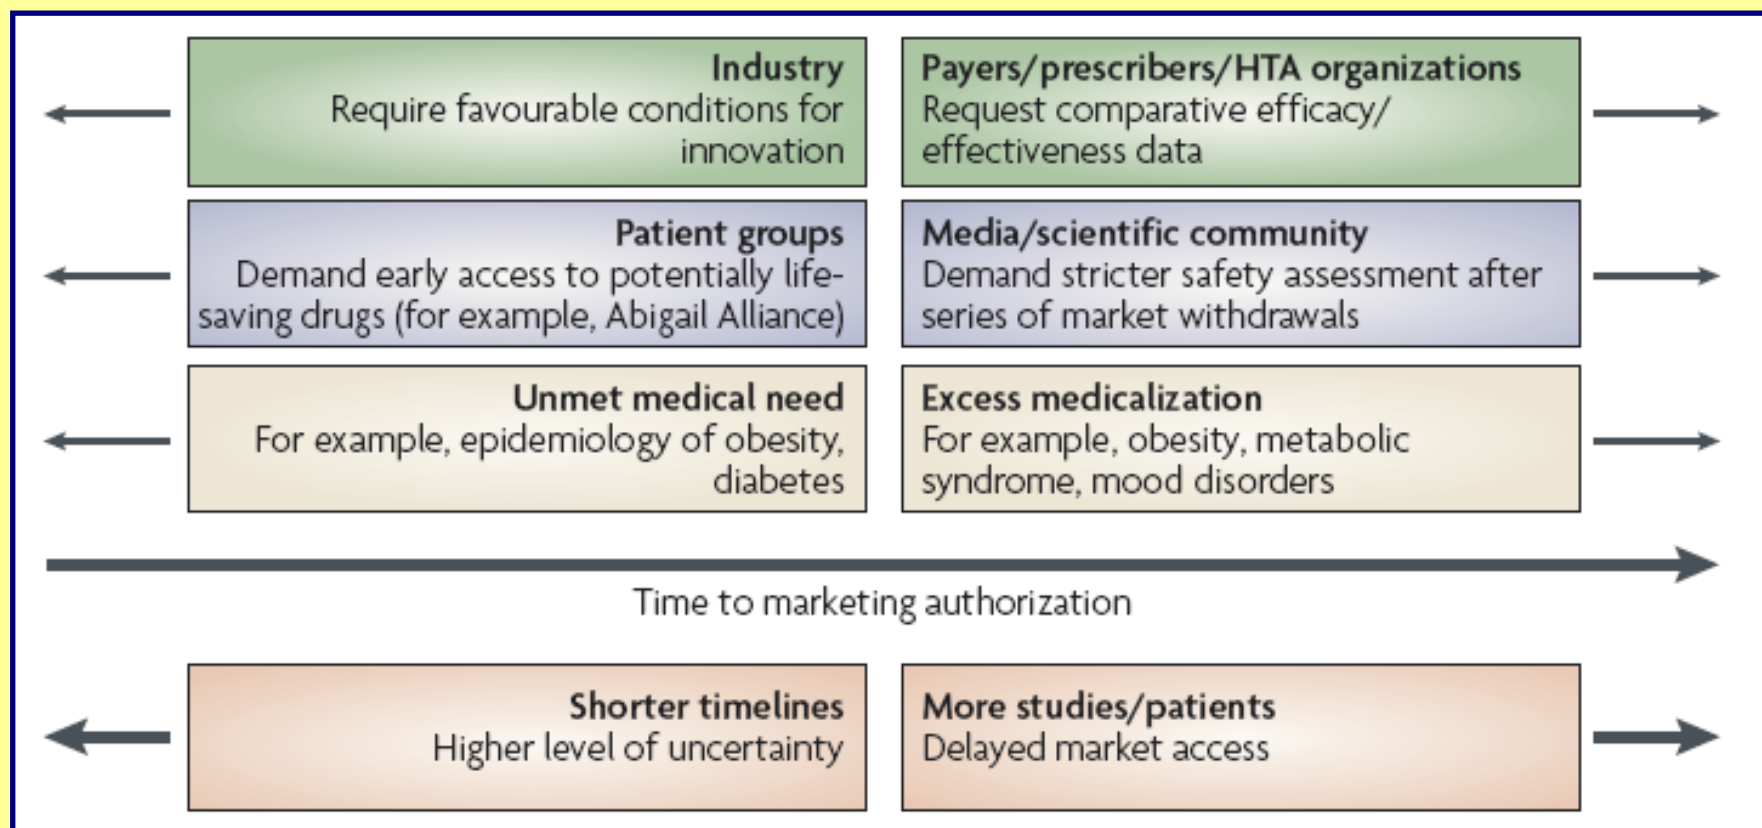 Industry
Require favourable conditions for
innovation
Payers/prescribers/HTA organizations
Request comparative efficacy/
effectiveness data
Patient groups
Demand early access to potentially life-
saving drugs (for example, Abigail Alliance)
Media/scientific community
Demand stricter safety assessment after
series of market withdrawals
Unmet medical need
For example, epidemiology of obesity,
diabetes
Excess medicalization
For example, obesity, metabolic
syndrome, mood disorders
Time to marketing authorization
Shorter timelines
Higher level of uncertainty
More studies/patients
Delayed market access